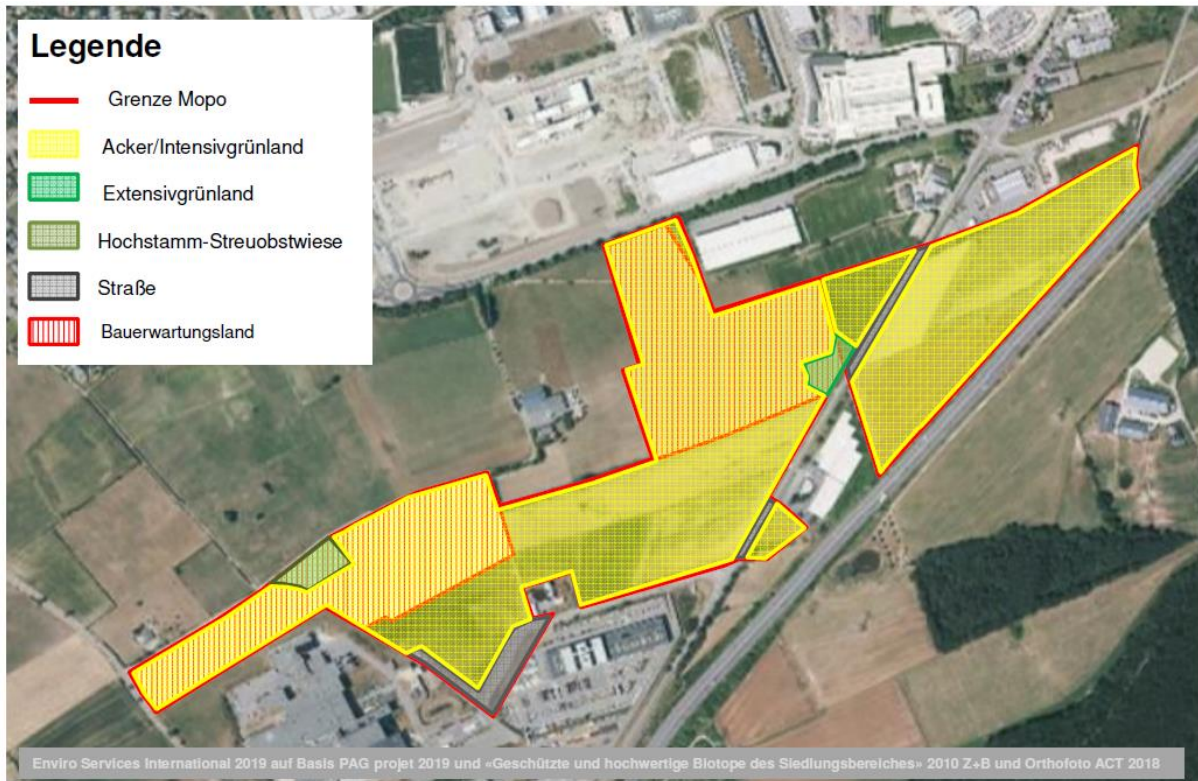 Legende
Grenze Mopo
Acker/Intensivgrünland
Extensivgrünland
Hochstamm-Streuobstwiese
Straße
Bauerwartungsland
Enviro Services International 2019 auf Basis PAG projet 2019 und «Geschützte und hochwertige Biotope des Siedlungsbereiches» 2010 Z+B und Orthofoto ACT 2018